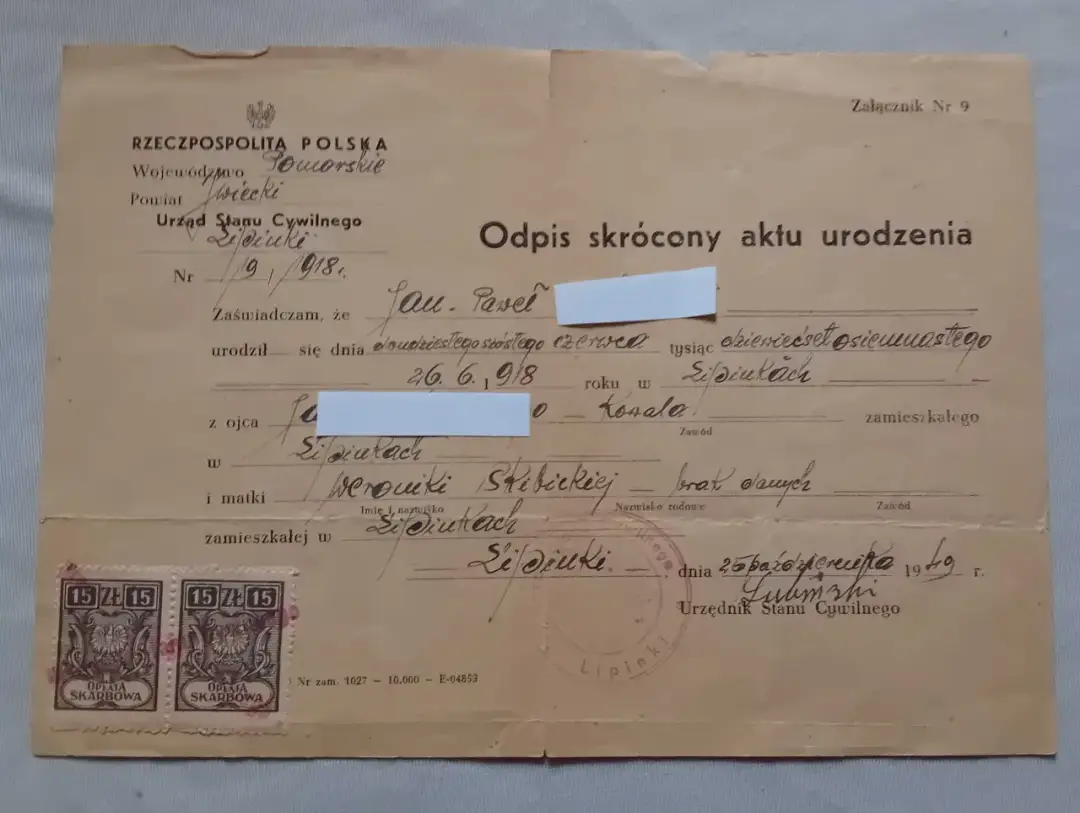 Załącznik Nr 9
RZECZPOSPOLITA POLSKA
Województwo Pomorskie
Powiat Świecki
Urząd Stanu Cywilnego
Lipinki
Nr 19/1918r.
Odpis skrócony aktu urodzenia
Zaświadczam, że Jan - Paweł
urodził się dnia dwudziestego szóstego czerwca tysiąc dziewięćset osiemnastego
26. 6. 1918 roku w Lipinkach
z ojca Ja o - Kowala zamieszkałego
Zawód
w Lipinkach
i matki Weroniki Skibickiej - brak danych
Imię i nazwisko Nazwisko rodowe Zawód
zamieszkałej w Lipinkach
Lipinki. dnia października 1949 r.
Urzędnik Stanu Cywilnego
Lipinki
15 ZŁ 15 15 ZŁ 15
OPŁATA SKARBOWA OPŁATA SKARBOWA
Nr zam. 1027 - 10.000 - E-04853